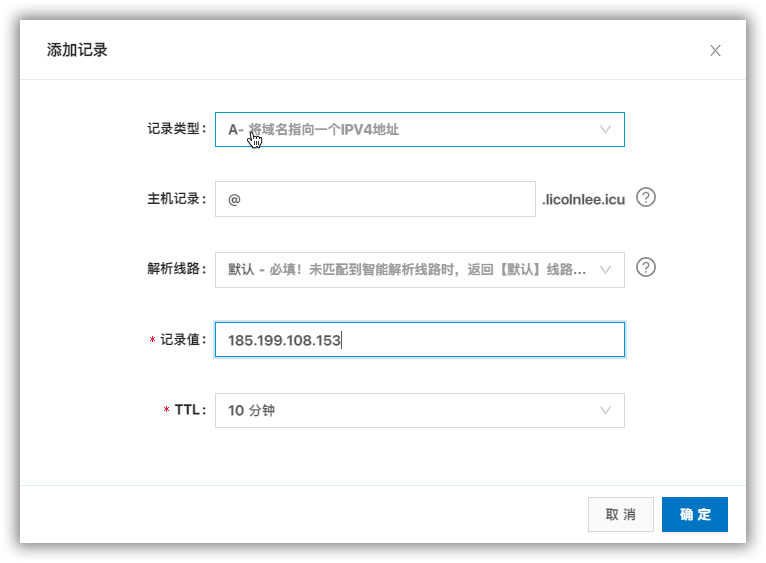 添加记录
记录类型： A- 将域名指向一个IPV4地址
主机记录： @ .licolnlee.icu ?
解析线路： 默认 - 必填！未匹配到智能解析线路时，返回【默认】线路... ?
* 记录值： 185.199.108.153
* TTL： 10 分钟
取 消 确 定